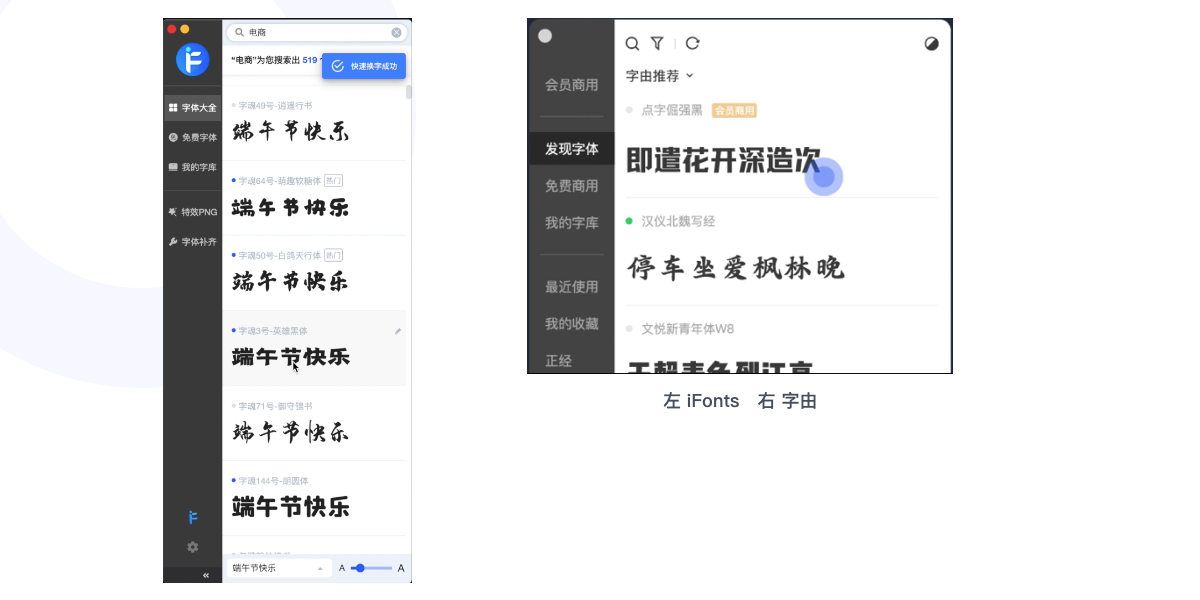 电商
“电商”为您搜索出 519
快速换字成功
字体大全
免费字体
我的字库
特效PNG
字体补齐
字魂49号-逍遥行书
端午节快乐
字魂64号-萌趣软糖体 热门
端午节快乐
字魂50号-白鸽天行体 热门
端午节快乐
字魂3号-英雄黑体
端午节快乐
字魂71号-御守锦书
端午节快乐
字魂144号-朗圆体
端午节快乐
端午节快乐
A
A
会员商用
发现字体
免费商用
我的字库
最近使用
我的收藏
正经
字由推荐
点字倔强黑 会员商用
即遣花开深造次
汉仪北魏写经
停车坐爱枫林晚
文悦新青年体W8
左 iFonts 右 字由